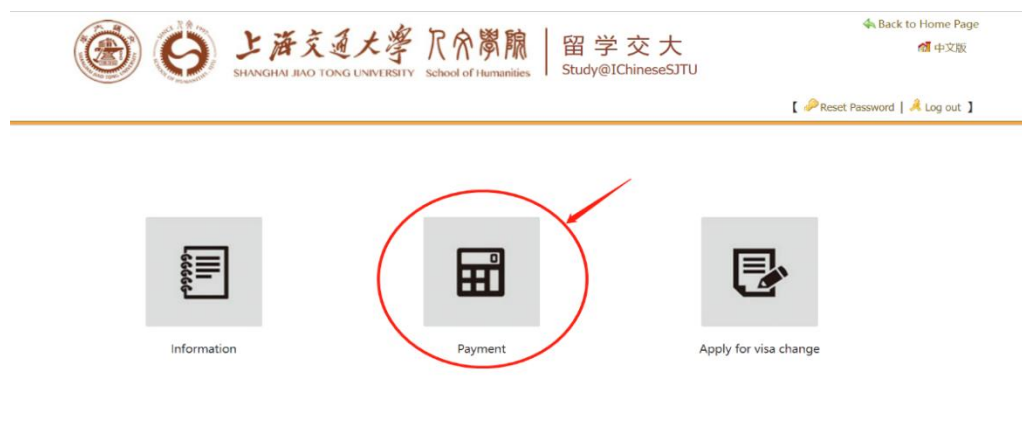 Back to Home Page
上海交通大學 人文學院 留学交大
SHANGHAI JIAO TONG UNIVERSITY School of Humanities Study@IChineseSJTU
中文版
【 Reset Password | Log out 】
Information
Payment
Apply for visa change